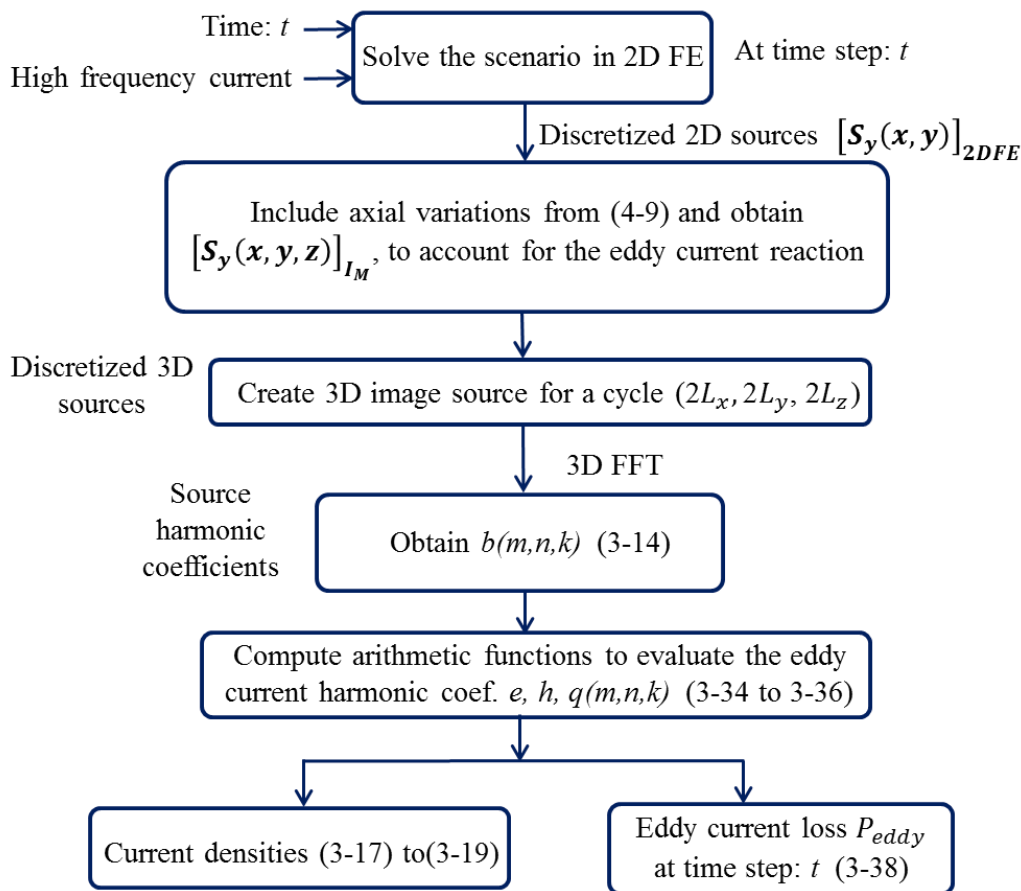 Time: t
Solve the scenario in 2D FE
At time step: t
High frequency current
Discretized 2D sources [S_y(x, y)]_{2DFE}
Include axial variations from (4-9) and obtain
[S_y(x, y, z)]_{I_M}, to account for the eddy current reaction
Discretized 3D
sources
Create 3D image source for a cycle (2L_x, 2L_y, 2L_z)
3D FFT
Source
harmonic
coefficients
Obtain b(m,n,k) (3-14)
Compute arithmetic functions to evaluate the eddy
current harmonic coef. e, h, q(m,n,k) (3-34 to 3-36)
Current densities (3-17) to(3-19)
Eddy current loss P_{eddy}
at time step: t (3-38)